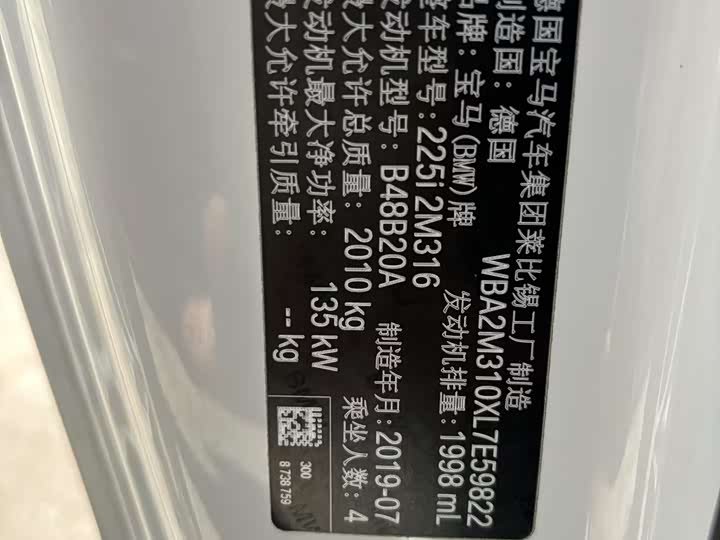 德国宝马汽车集团莱比锡工厂制造
制造国：德国 WBA2M310XL7E59822
品牌：宝马(BMW)牌
整车型号：225i 2M316 发动机排量：1998 mL
发动机型号：B48B20A 制造年月：2019-07
最大允许总质量：2010 kg 乘坐人数：4
发动机最大净功率：135 kW
最大允许牵引质量：-- kg
300
8 738 759